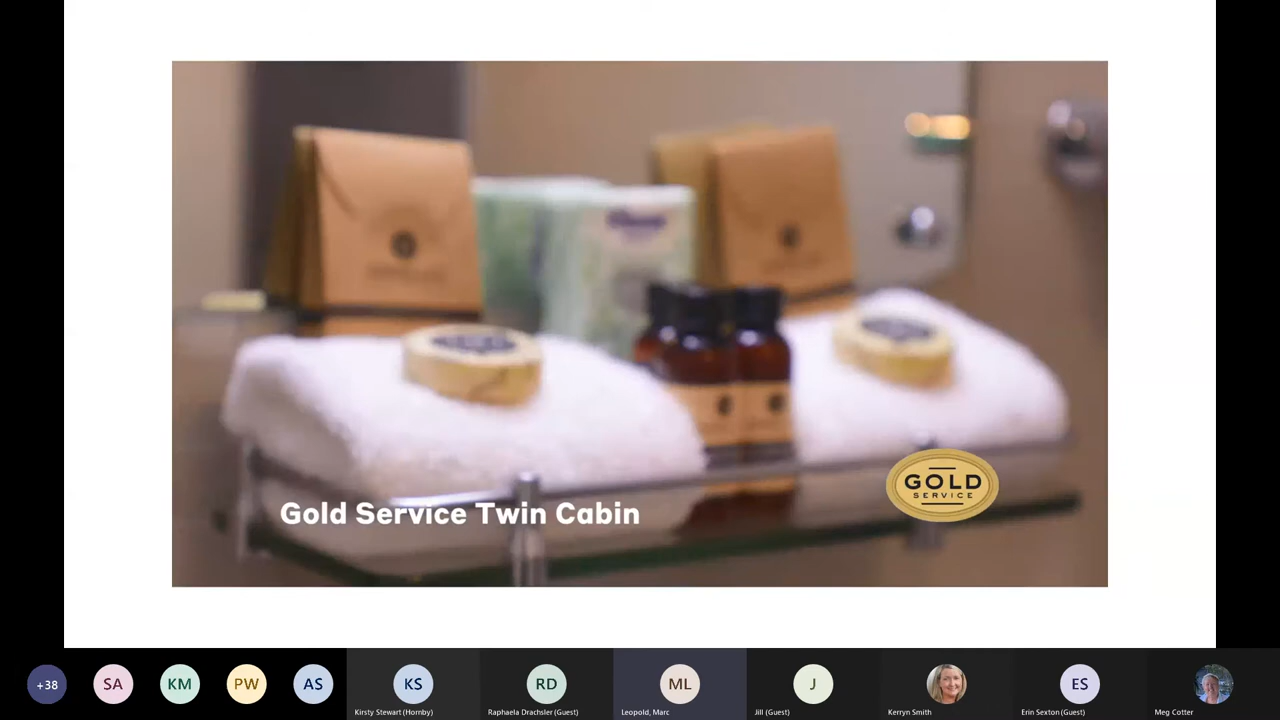 Gold Service Twin Cabin
GOLD
SERVICE
+38
SA
KM
PW
AS
KS
RD
ML
J
ES
Kirsty Stewart (Hornby)
Raphaela Drachsler (Guest)
Leopold, Marc
Jill (Guest)
Kerryn Smith
Erin Sexton (Guest)
Meg Cotter